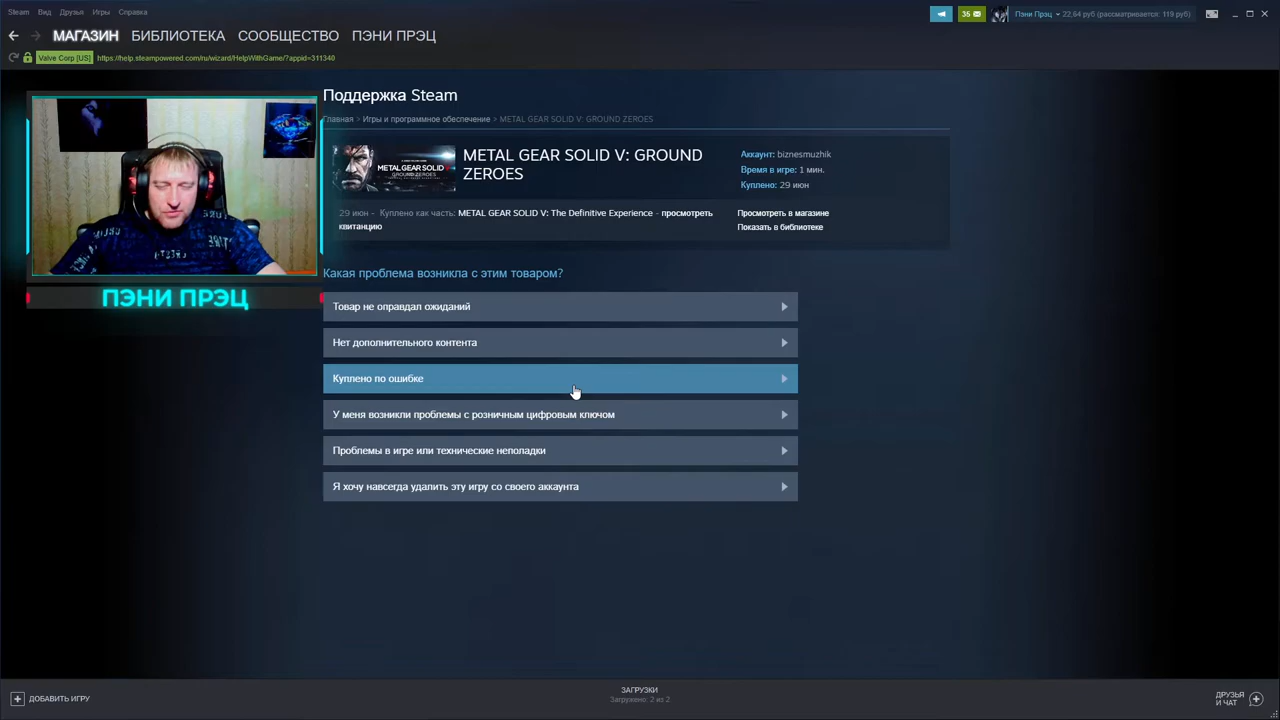 Steam Вид Друзья Игры Справка
35 Пэни Прэц 22,64 руб (рассматривается: 119 руб)
МАГАЗИН БИБЛИОТЕКА СООБЩЕСТВО ПЭНИ ПРЭЦ
Valve Corp [US] https://help.steampowered.com/ru/wizard/HelpWithGame/?appid=311340
Поддержка Steam
Главная > Игры и программное обеспечение > METAL GEAR SOLID V: GROUND ZEROES
METAL GEAR SOLID
GROUND ZEROES
METAL GEAR SOLID V: GROUND
ZEROES
Аккаунт: biznesmuzhik
Время в игре: 1 мин.
Куплено: 29 июн
29 июн - Куплено как часть: METAL GEAR SOLID V: The Definitive Experience - просмотреть
квитанцию
Просмотреть в магазине
Показать в библиотеке
ПЭНИ ПРЭЦ
Какая проблема возникла с этим товаром?
Товар не оправдал ожиданий
Нет дополнительного контента
Куплено по ошибке
У меня возникли проблемы с розничным цифровым ключом
Проблемы в игре или технические неполадки
Я хочу навсегда удалить эту игру со своего аккаунта
ДОБАВИТЬ ИГРУ
ЗАГРУЗКИ
Загружено: 2 из 2
ДРУЗЬЯ
И ЧАТ